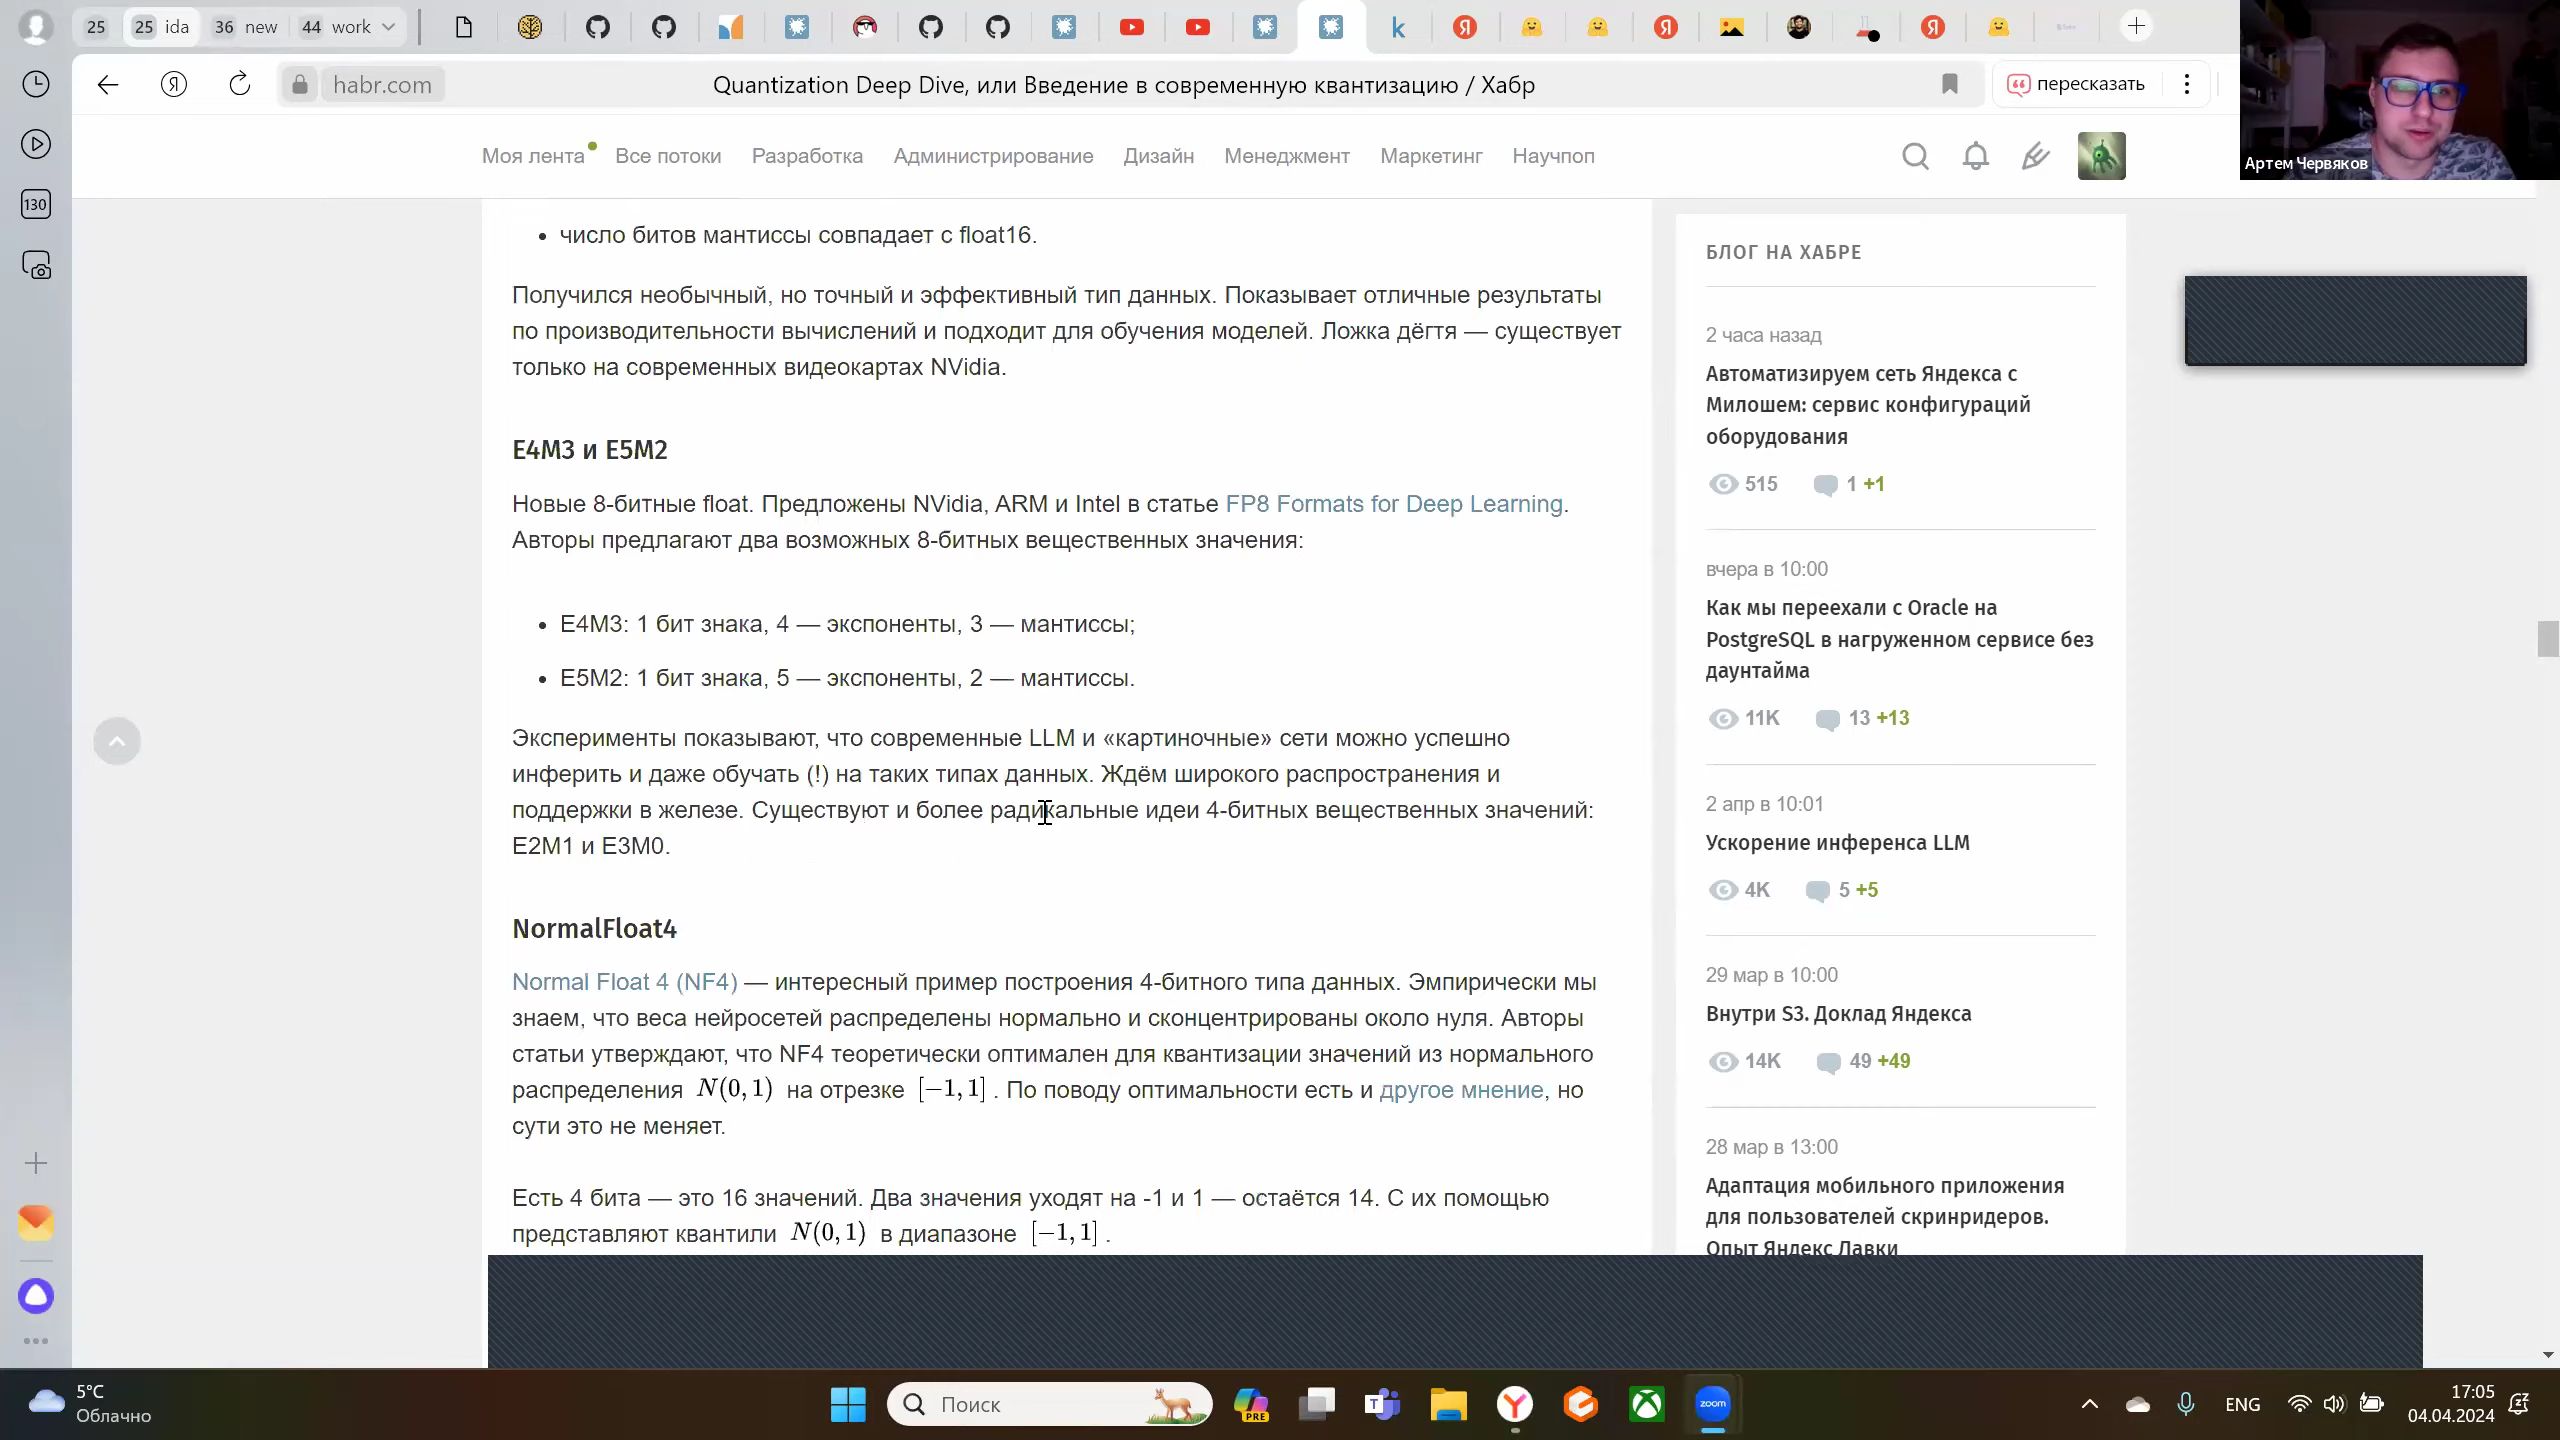 25
25 ida
36 new
44 work
habr.com
Quantization Deep Dive, или Введение в современную квантизацию / Хабр
пересказать
Артем Червяков
130
Моя лента
Все потоки
Разработка
Администрирование
Дизайн
Менеджмент
Маркетинг
Научпоп
• число битов мантиссы совпадает с float16.
Получился необычный, но точный и эффективный тип данных. Показывает отличные результаты
по производительности вычислений и подходит для обучения моделей. Ложка дёгтя — существует
только на современных видеокартах NVidia.
E4M3 и E5M2
Новые 8-битные float. Предложены NVidia, ARM и Intel в статье FP8 Formats for Deep Learning.
Авторы предлагают два возможных 8-битных вещественных значения:
• E4M3: 1 бит знака, 4 — экспоненты, 3 — мантиссы;
• E5M2: 1 бит знака, 5 — экспоненты, 2 — мантиссы.
Эксперименты показывают, что современные LLM и «картиночные» сети можно успешно
инферить и даже обучать (!) на таких типах данных. Ждём широкого распространения и
поддержки в железе. Существуют и более радикальные идеи 4-битных вещественных значений:
E2M1 и E3M0.
NormalFloat4
Normal Float 4 (NF4) — интересный пример построения 4-битного типа данных. Эмпирически мы
знаем, что веса нейросетей распределены нормально и сконцентрированы около нуля. Авторы
статьи утверждают, что NF4 теоретически оптимален для квантизации значений из нормального
распределения N(0, 1) на отрезке [−1, 1] . По поводу оптимальности есть и другое мнение, но
сути это не меняет.
Есть 4 бита — это 16 значений. Два значения уходят на -1 и 1 — остаётся 14. С их помощью
представляют квантили N(0, 1) в диапазоне [−1, 1] .
БЛОГ НА ХАБРЕ
2 часа назад
Автоматизируем сеть Яндекса с
Милошем: сервис конфигураций
оборудования
515 1 +1
вчера в 10:00
Как мы переехали с Oracle на
PostgreSQL в нагруженном сервисе без
даунтайма
11K 13 +13
2 апр в 10:01
Ускорение инференса LLM
4K 5 +5
29 мар в 10:00
Внутри S3. Доклад Яндекса
14K 49 +49
28 мар в 13:00
Адаптация мобильного приложения
для пользователей скринридеров.
Опыт Яндекс Лавки
5°C
Облачно
Поиск
PRE
zoom
ENG
17:05
04.04.2024